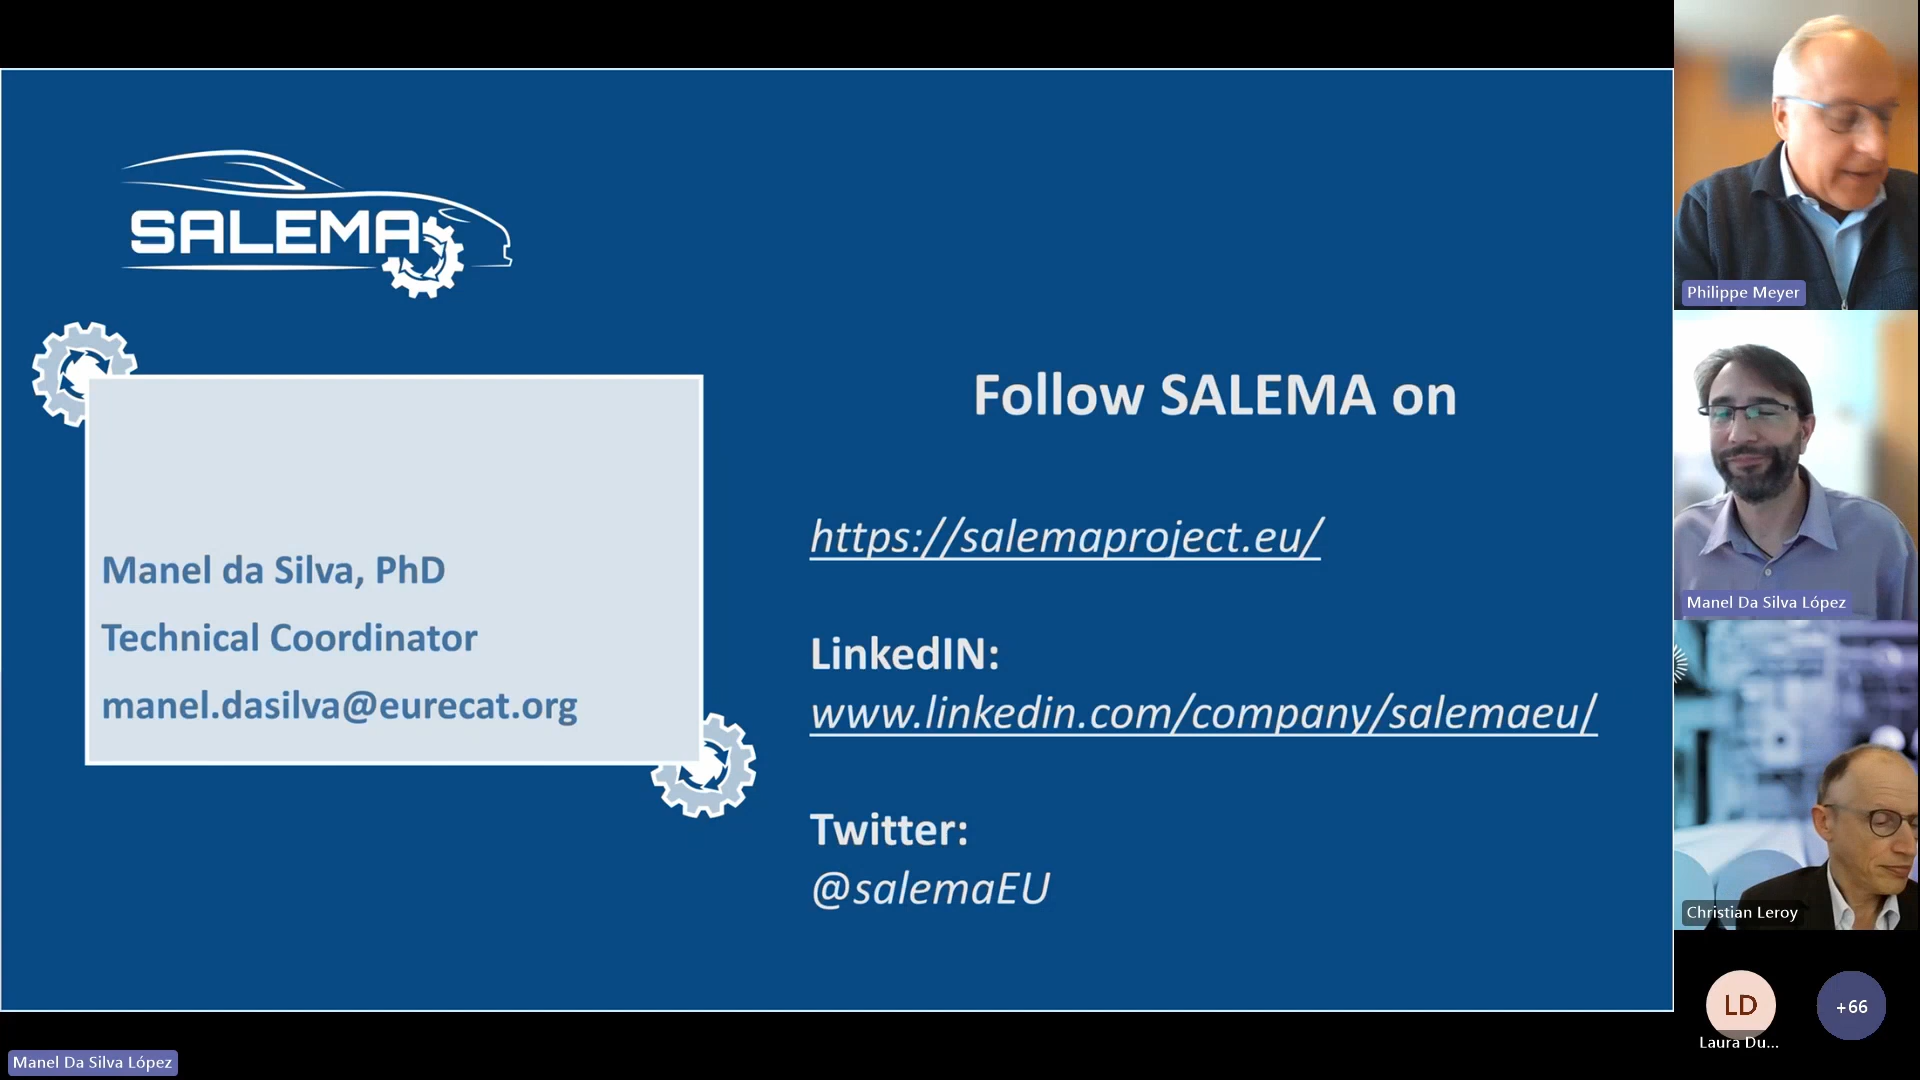 SALEMA
Manel da Silva, PhD
Technical Coordinator
manel.dasilva@eurecat.org
Follow SALEMA on
https://salemaproject.eu/
LinkedIN:
www.linkedin.com/company/salemaeu/
Twitter:
@salemaEU
Philippe Meyer
Manel Da Silva López
Christian Leroy
LD
Laura Du...
+66
Manel Da Silva López